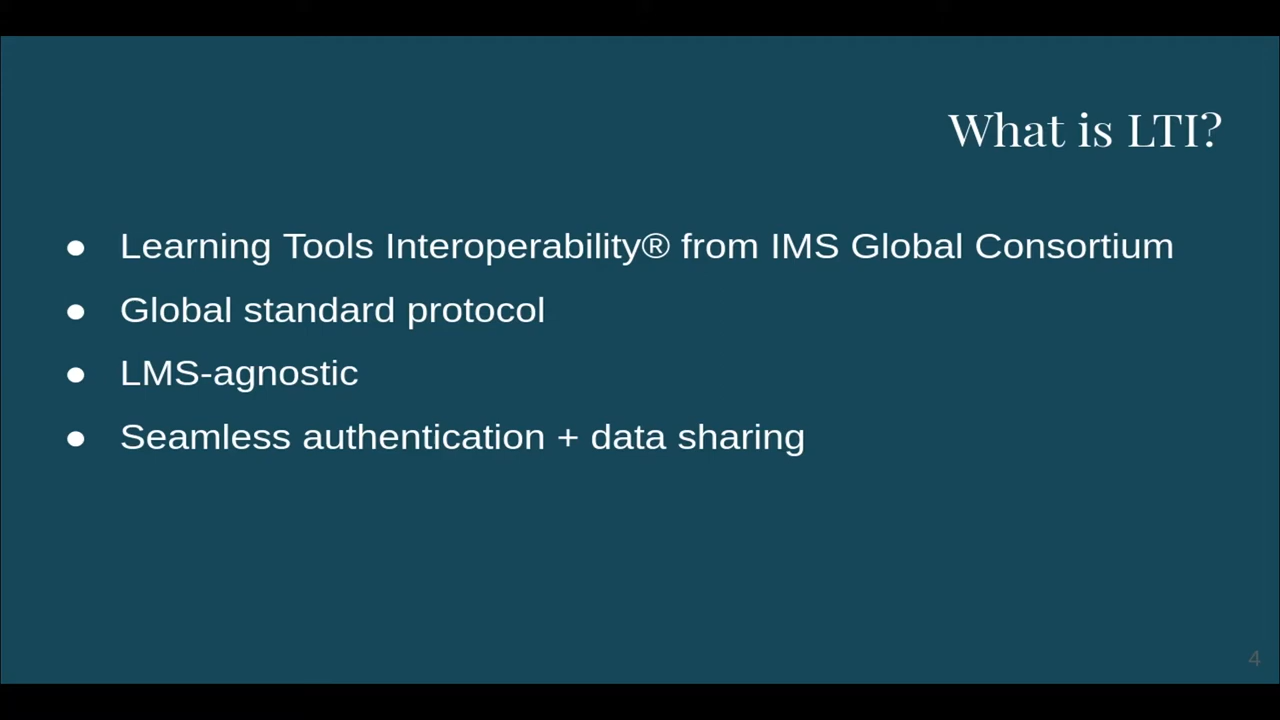 What is LTI?
● Learning Tools Interoperability® from IMS Global Consortium
● Global standard protocol
● LMS-agnostic
● Seamless authentication + data sharing
4